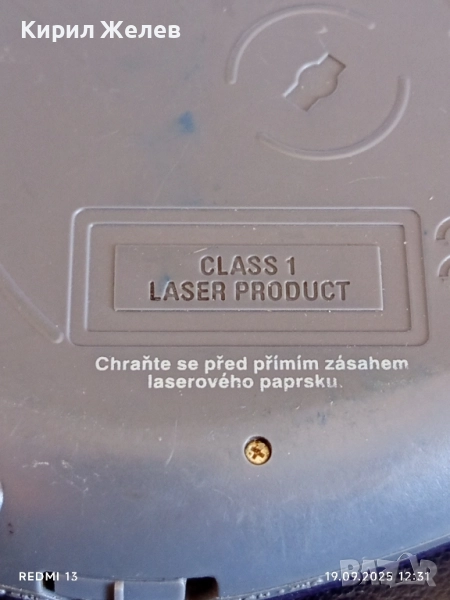 Кирил Желев
CLASS 1
LASER PRODUCT
Chraňte se před přímím zásahem
laserového paprsku.
REDMI 13
19.09.2025 12:31
BAZAR